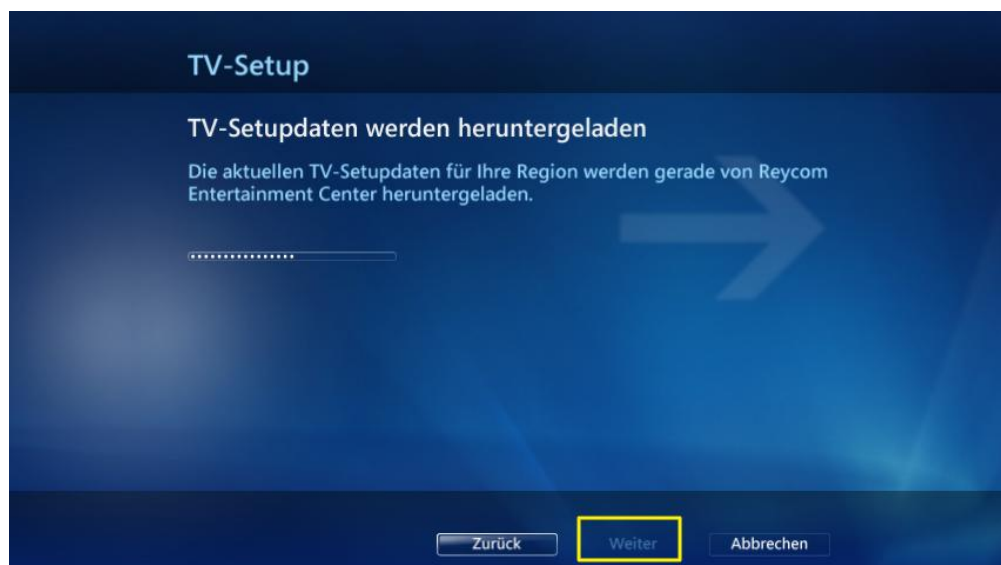 TV-Setup
TV-Setupdaten werden heruntergeladen
Die aktuellen TV-Setupdaten für Ihre Region werden gerade von Reycom
Entertainment Center heruntergeladen.
Zurück Weiter Abbrechen